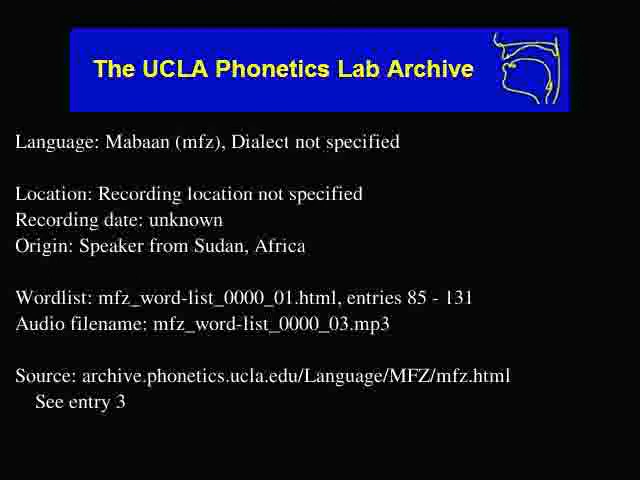 The UCLA Phonetics Lab Archive
Language: Mabaan (mfz), Dialect not specified
Location: Recording location not specified
Recording date: unknown
Origin: Speaker from Sudan, Africa
Wordlist: mfz_word-list_0000_01.html, entries 85 - 131
Audio filename: mfz_word-list_0000_03.mp3
Source: archive.phonetics.ucla.edu/Language/MFZ/mfz.html
See entry 3